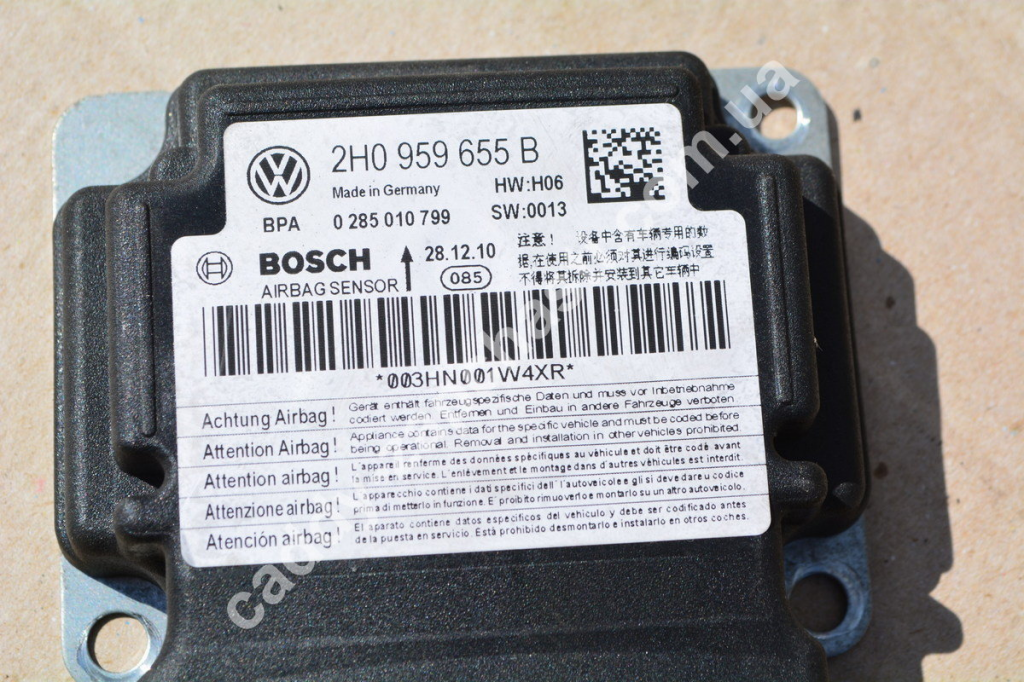 2H0 959 655 B
Made in Germany
HW:H06
BPA
0 285 010 799
SW:0013
BOSCH
28.12.10
AIRBAG SENSOR
085
注意! 设备中含有车辆专用的数
据,在使用之前必须对其进行编码设置
不得将其拆除并安装到其它车辆中
*003HN001W4XR*
Achtung Airbag! Gerät enthält fahrzeugspezifische Daten und muss vor Inbetriebnahme
codiert werden. Entfernen und Einbau in andere Fahrzeuge verboten.
Attention Airbag! Appliance contains data for the specific vehicle and must be coded before
being operational. Removal and installation in other vehicles prohibited.
Attention airbag! L'appareil renferme des données spécifiques au véhicule et doit être codé, avant
la mise en service. L'enlèvement et le montage dans d'autres véhicules est interdit.
Attenzione airbag! L'apparecchio contiene i dati specifici dell'autoveicolo e gli si deve dare u codice
prima di metterlo in funzione. E' proibito rimuoverlo e montarlo su un altro autoveicolo.
Atención airbag! El aparato contiene datos específicos del vehículo y debe ser codificado antes
de la puesta en servicio. Está prohibido desmontarlo e instalarlo en otros coches.